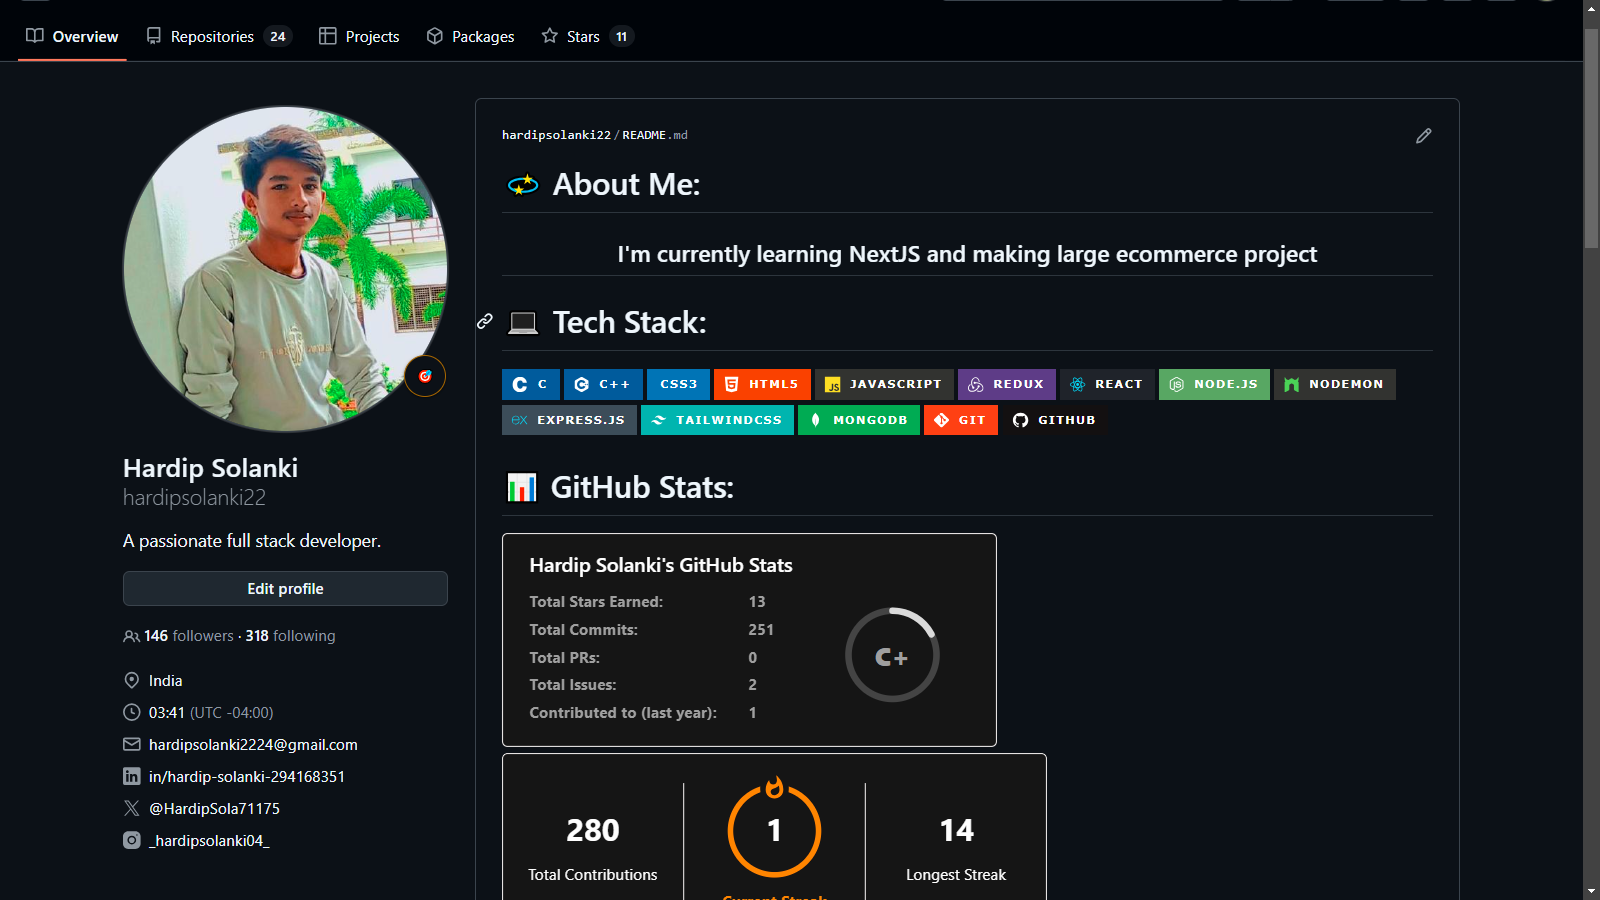 Overview
Repositories 24
Projects
Packages
Stars 11
hardipsolanki22/README.md
About Me:
I'm currently learning NextJS and making large ecommerce project
Tech Stack:
C C C++ CSS3 HTML5 JS JAVASCRIPT REDUX REACT NODE.JS NODEMON
EX EXPRESS.JS TAILWINDCSS MONGODB GIT GITHUB
Hardip Solanki
hardipsolanki22
A passionate full stack developer.
Edit profile
146 followers · 318 following
India
03:41 (UTC -04:00)
hardipsolanki2224@gmail.com
in in/hardip-solanki-294168351
@HardipSola71175
_hardipsolanki04_
GitHub Stats:
Hardip Solanki's GitHub Stats
Total Stars Earned: 13
Total Commits: 251
Total PRs: 0
Total Issues: 2
Contributed to (last year): 1
C+
280
Total Contributions
1
Current Streak
14
Longest Streak